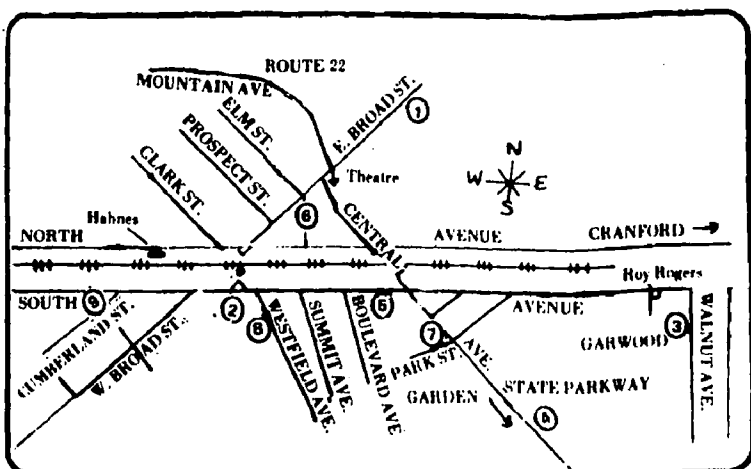 ROUTE 22
MOUNTAIN AVE
E. BROAD ST.
①
ELM ST.
PROSPECT ST.
CLARK ST.
Theatre
N
W E
S
Hahnes
⑥
CENTRAL
NORTH
AVENUE
CRANFORD
Roy Rogers
SOUTH
⑨
②
⑧
⑤
⑦
AVENUE
③
CUMBERLAND ST.
W. BROAD ST.
WESTFIELD AVE.
SUMMIT AVE.
BOULEVARD AVE
PARK ST.
AVE.
GARWOOD
WALNUT AVE.
GARDEN
STATE PARKWAY
④